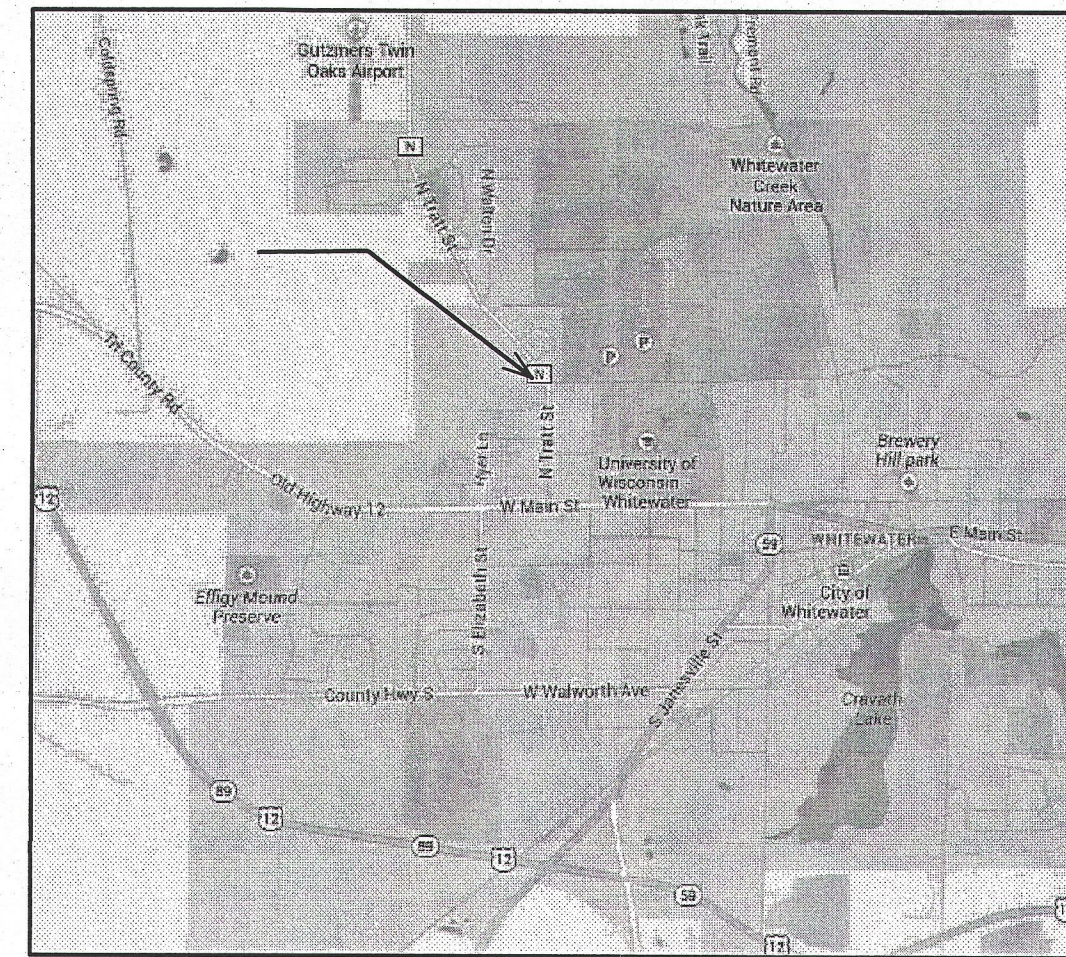 Gutzmers Twin
Oaks Airport
Coldspring Rd
N
N Tratt St
N Walton Dr
Whitewater
Creek
Nature Area
Tri County Rd
P
P
N
N Tratt St
University of
Wisconsin
Whitewater
Brewery
Hill park
12
Old Highway 12
W Main St
59
WHITEWATER
E Main St
Effigy Mound
Preserve
S Elizabeth St
City of
Whitewater
County Hwy S
W Walworth Ave
S Janesville St
Cravath
Lake
89
12
89
12
59
12